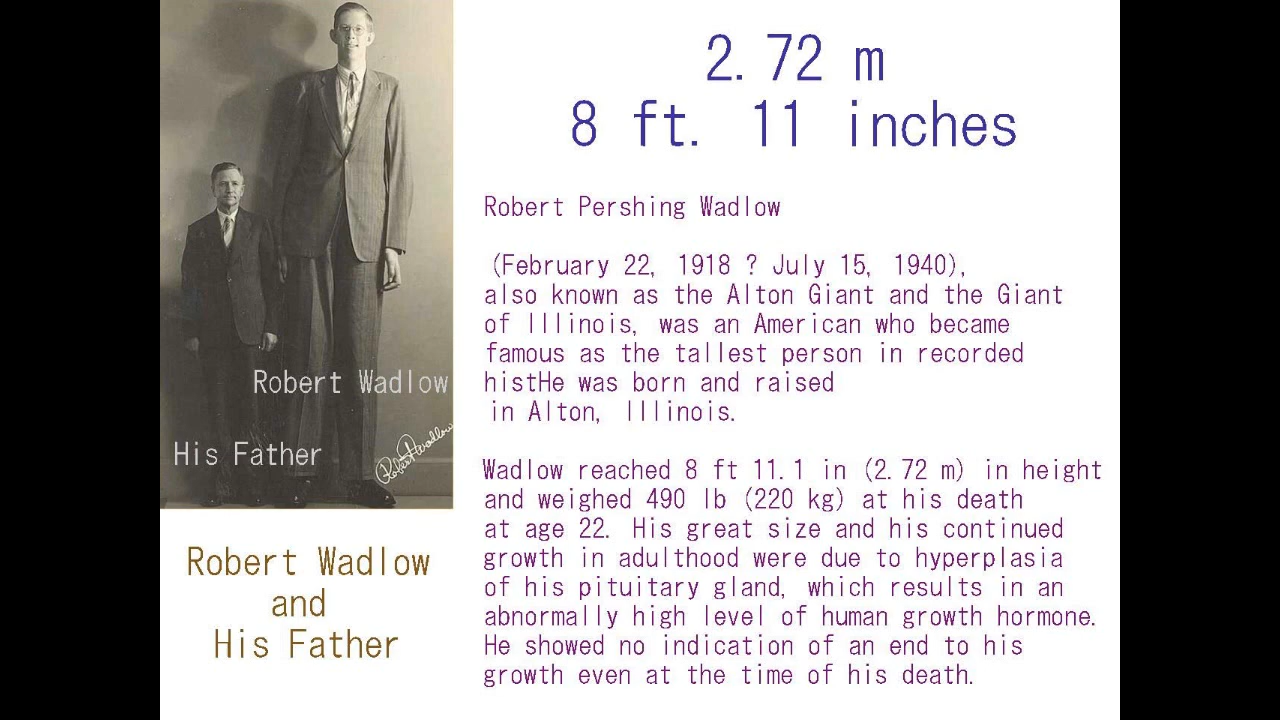 2.72 m
8 ft. 11 inches
Robert Pershing Wadlow
(February 22, 1918 ? July 15, 1940),
also known as the Alton Giant and the Giant
of Illinois, was an American who became
famous as the tallest person in recorded
histHe was born and raised
in Alton, Illinois.
Wadlow reached 8 ft 11.1 in (2.72 m) in height
and weighed 490 lb (220 kg) at his death
at age 22. His great size and his continued
growth in adulthood were due to hyperplasia
of his pituitary gland, which results in an
abnormally high level of human growth hormone.
He showed no indication of an end to his
growth even at the time of his death.
Robert Wadlow
His Father
Robert Wadlow
Robert Wadlow
and
His Father